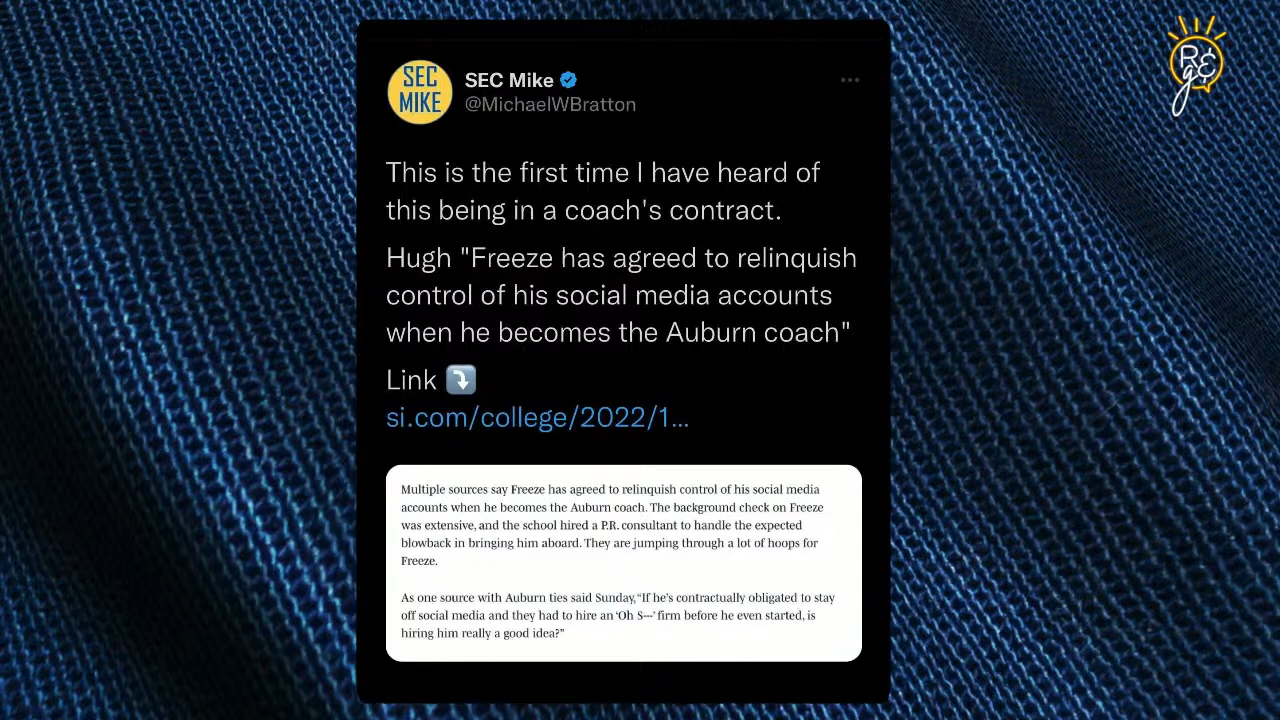 SEC
MIKE
SEC Mike
@MichaelWBratton
This is the first time I have heard of
this being in a coach's contract.
Hugh "Freeze has agreed to relinquish
control of his social media accounts
when he becomes the Auburn coach"
Link ⤵️
si.com/college/2022/1...
Multiple sources say Freeze has agreed to relinquish control of his social media
accounts when he becomes the Auburn coach. The background check on Freeze
was extensive, and the school hired a P.R. consultant to handle the expected
blowback in bringing him aboard. They are jumping through a lot of hoops for
Freeze.
As one source with Auburn ties said Sunday, “If he's contractually obligated to stay
off social media and they had to hire an ‘Oh S---’ firm before he even started, is
hiring him really a good idea?”